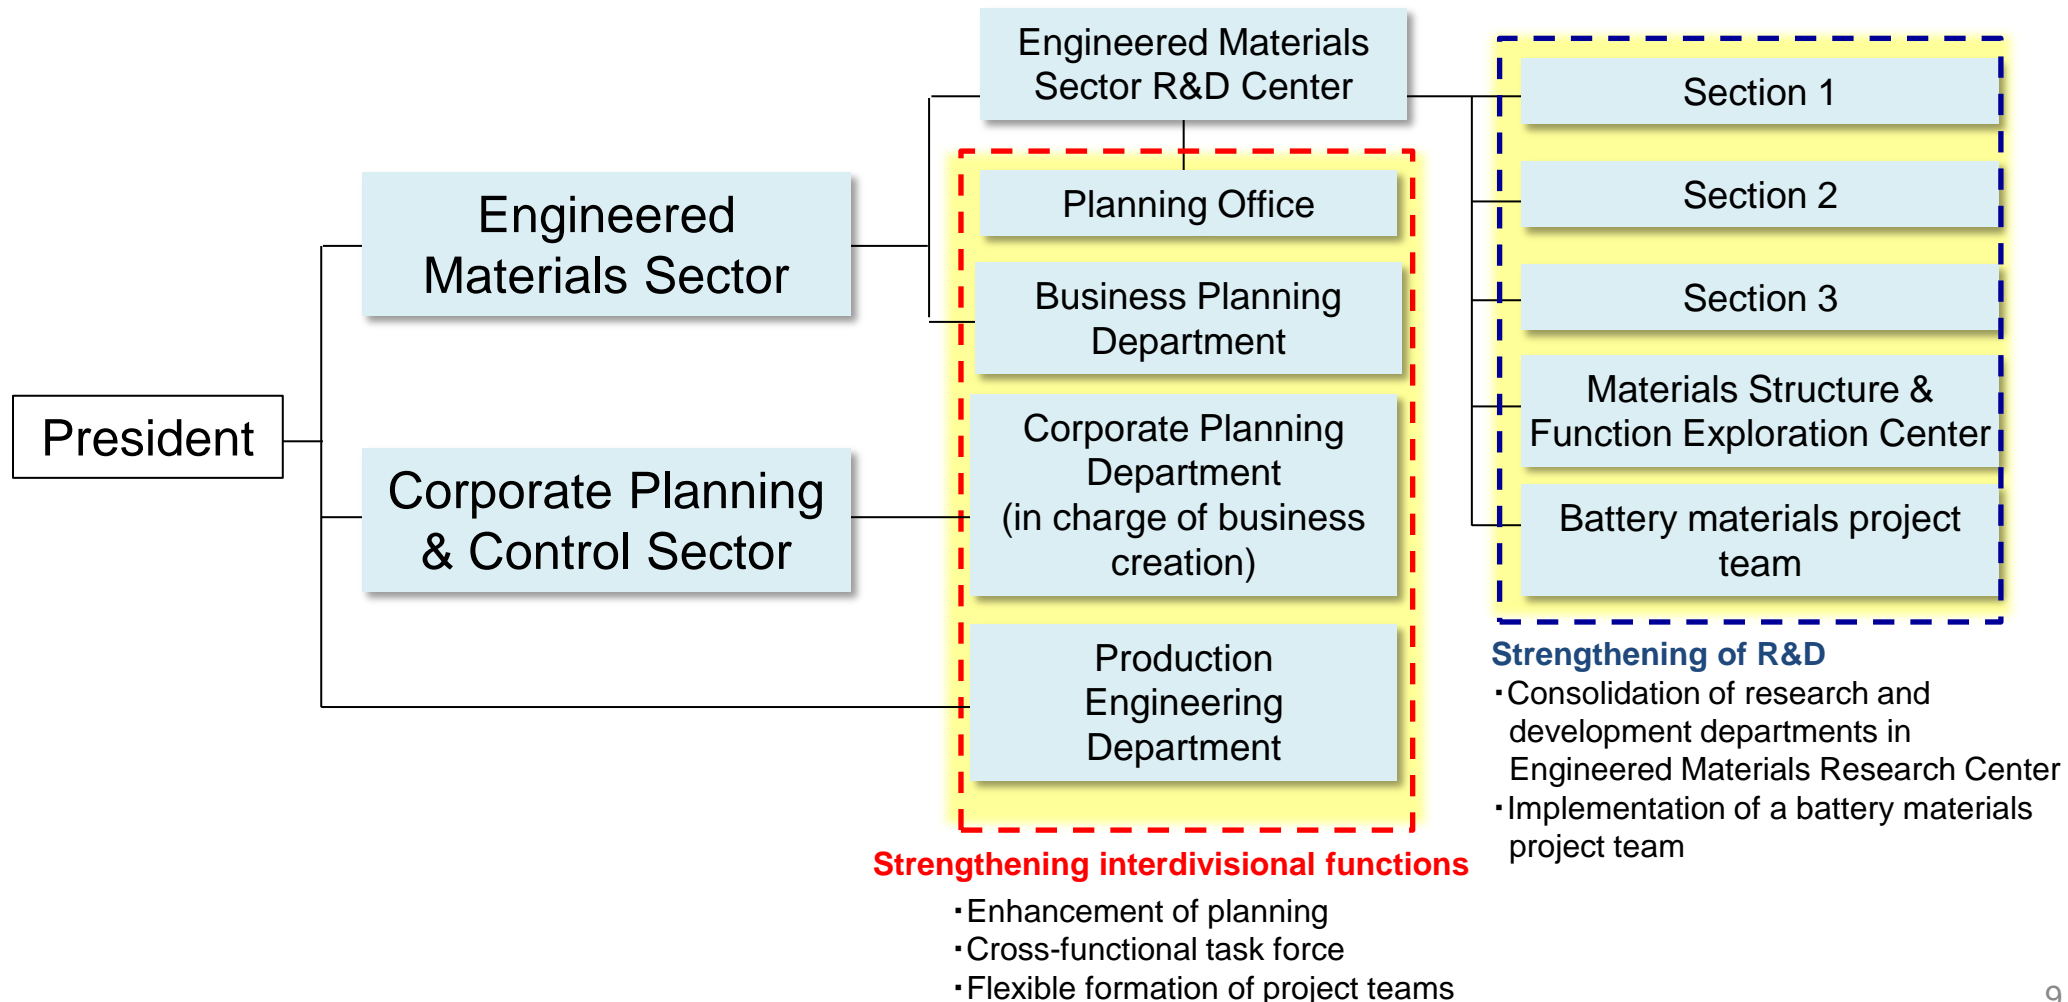 President
Engineered
Materials Sector
Corporate Planning
& Control Sector
Engineered Materials
Sector R&D Center
Planning Office
Business Planning
Department
Corporate Planning
Department
(in charge of business
creation)
Production
Engineering
Department
Strengthening interdivisional functions
・Enhancement of planning
・Cross-functional task force
・Flexible formation of project teams
Section 1
Section 2
Section 3
Materials Structure &
Function Exploration Center
Battery materials project
team
Strengthening of R&D
・Consolidation of research and
development departments in
Engineered Materials Research Center
・Implementation of a battery materials
project team
9